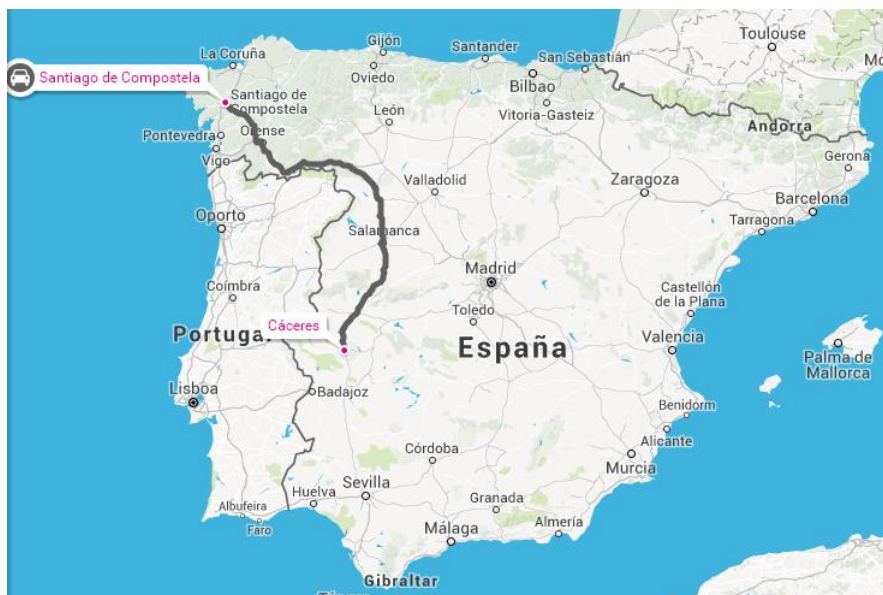 Toulouse
Gijón
La Coruña
Santander
San Sebastián
Oviedo
Bilbao
Santiago de Compostela
Santiago de
Compostela
Vitoria-Gasteiz
León
Andorra
Pontevedra
Orense
Vigo
Gerona
Valladolid
Zaragoza
Barcelona
Oporto
Tarragona
Salamanca
Madrid
Coímbra
Castellón
de la Plana
Toledo
Cáceres
Portugal
España
Valencia
Palma de
Mallorca
Lisboa
Badajoz
Benidorm
Alicante
Córdoba
Murcia
Huelva
Sevilla
Granada
Albufeira
Faro
Málaga
Almería
Gibraltar